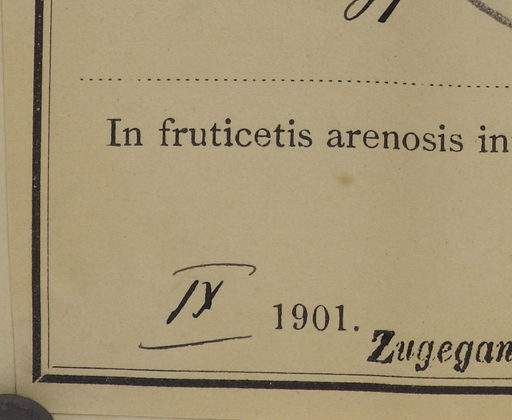 In fruticetis arenosis in
IX 1901.
Zugegan